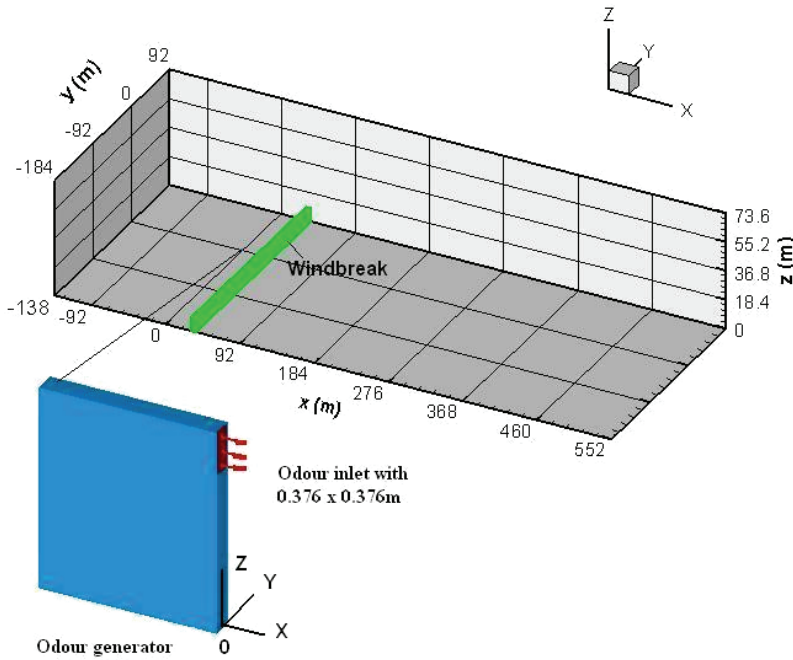 Z
Y
X
92
0
-92
-184
y (m)
73.6
55.2
36.8
18.4
0
z (m)
Windbreak
-138
-92
0
92
184
276
368
460
552
x (m)
Odour inlet with
0.376 x 0.376m
Z
Y
X
0
Odour generator